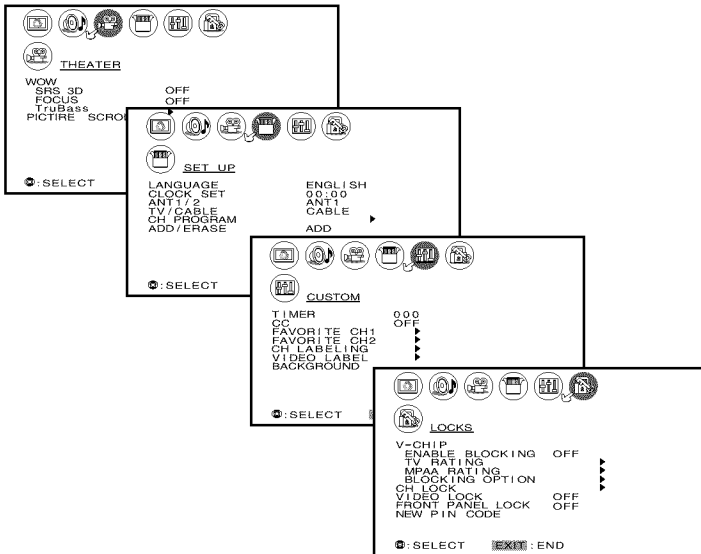 THEATER
WOW
SRS 3D OFF
FOCUS OFF
TruBass
PICTIRE SCRO
:SELECT
SET UP
LANGUAGE ENGLISH
CLOCK SET 00:00
ANT1/2 ANT1
TV/CABLE CABLE
CH PROGRAM
ADD/ERASE ADD
:SELECT
CUSTOM
TIMER 000
CC OFF
FAVORITE CH1
FAVORITE CH2
CH LABELING
VIDEO LABEL
BACKGROUND
:SELECT
LOCKS
V-CHIP
ENABLE BLOCKING OFF
TV RATING
MPAA RATING
BLOCKING OPTION
CH LOCK
VIDEO LOCK OFF
FRONT PANEL LOCK OFF
NEW PIN CODE
:SELECT EXIT:END